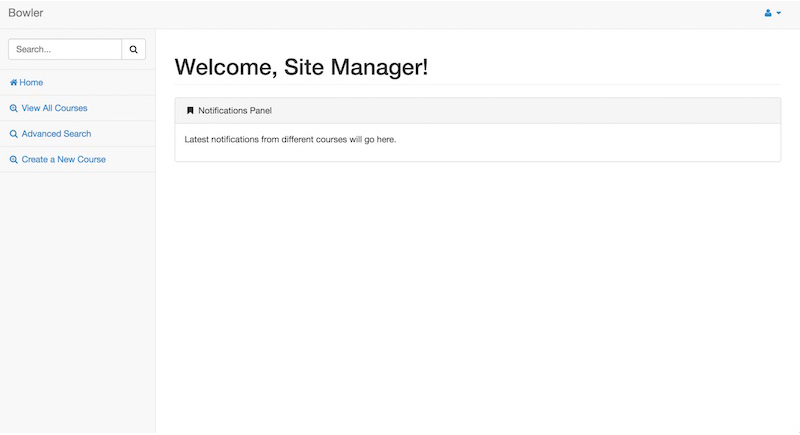 Bowler
Search...
Home
View All Courses
Advanced Search
Create a New Course
Welcome, Site Manager!
Notifications Panel
Latest notifications from different courses will go here.